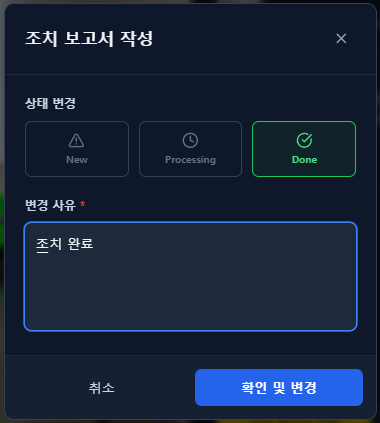 조치 보고서 작성
상태 변경
New Processing Done
변경 사유 *
조치 완료
취소 확인 및 변경